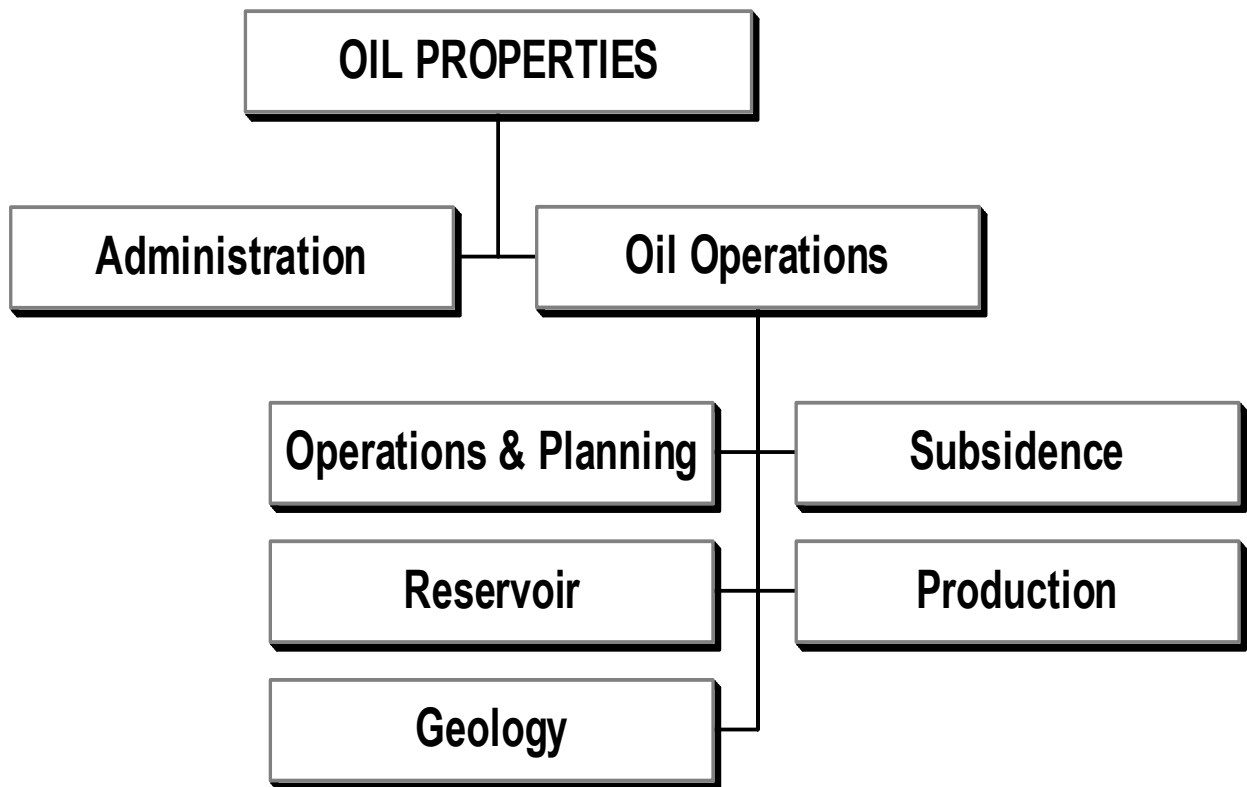 OIL PROPERTIES
Administration
Oil Operations
Operations & Planning
Subsidence
Reservoir
Production
Geology